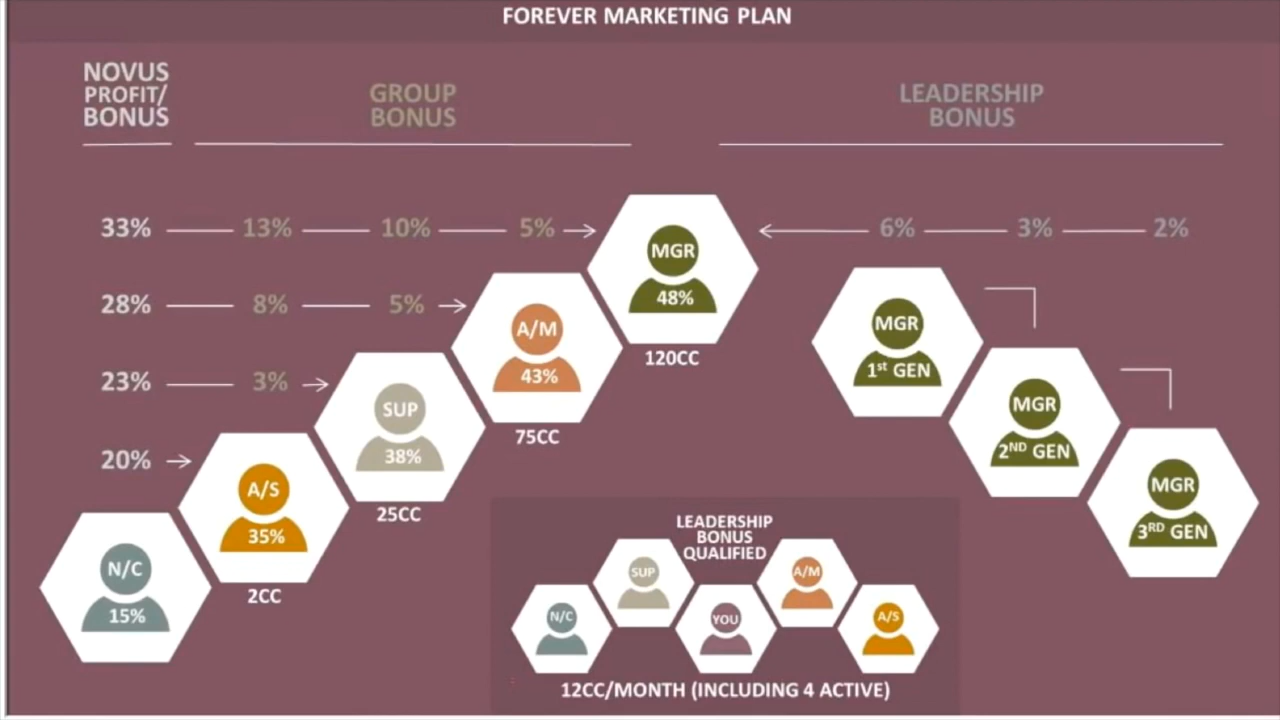 FOREVER MARKETING PLAN
NOVUS
PROFIT/
BONUS
GROUP
BONUS
LEADERSHIP
BONUS
33% 13% 10% 5%
6% 3% 2%
28% 8% 5%
23% 3%
20%
MGR
48%
120CC
A/M
43%
75CC
SUP
38%
25CC
A/S
35%
2CC
N/C
15%
MGR
1st GEN
MGR
2ND GEN
MGR
3RD GEN
LEADERSHIP
BONUS
QUALIFIED
N/C
SUP
YOU
A/M
A/S
12CC/MONTH (INCLUDING 4 ACTIVE)